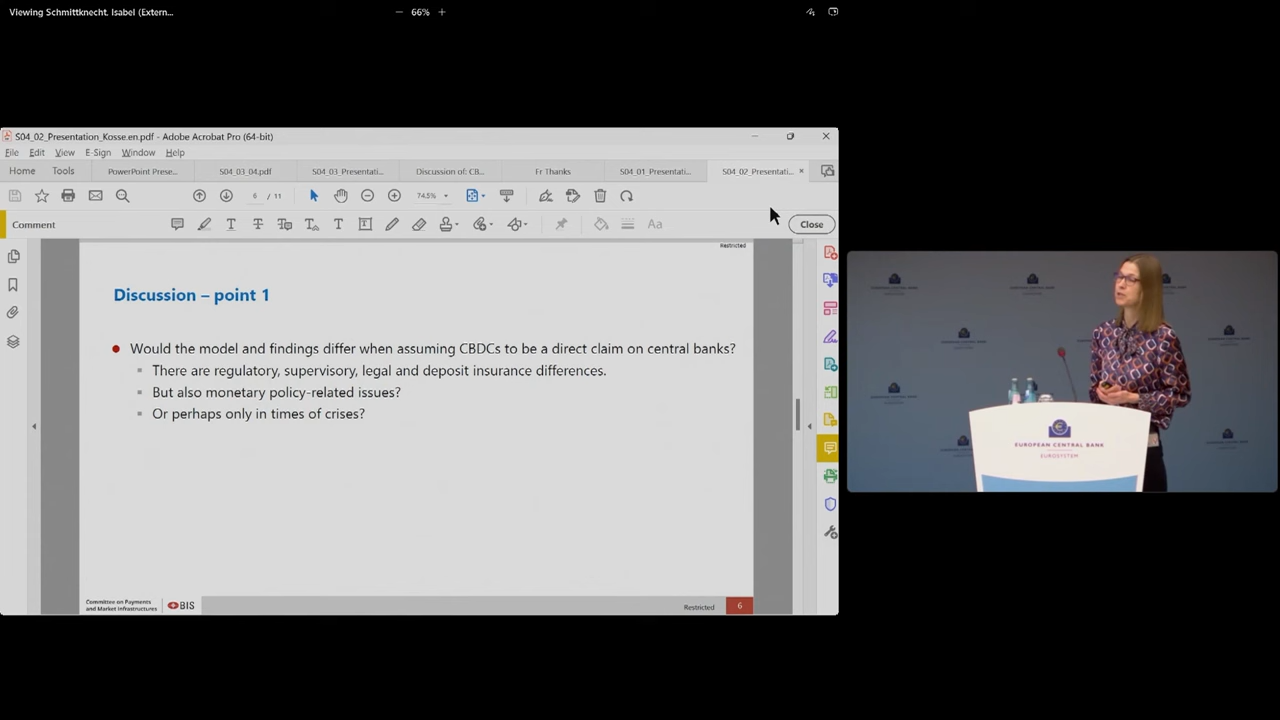 Viewing Schmittknecht, Isabel (Extern...
66%
S04_02_Presentation_Kosse.en.pdf - Adobe Acrobat Pro (64-bit)
File Edit View E-Sign Window Help
Home Tools PowerPoint Prese... S04_03_04.pdf S04_03_Presentati... Discussion of: CB... Fr Thanks S04_01_Presentati... S04_02_Presentati...
6 / 11 74.5%
Comment
Aa
Close
Restricted
Discussion – point 1
Would the model and findings differ when assuming CBDCs to be a direct claim on central banks?
There are regulatory, supervisory, legal and deposit insurance differences.
But also monetary policy-related issues?
Or perhaps only in times of crises?
Committee on Payments
and Market Infrastructures
BIS
Restricted 6
EUROPEAN CENTRAL BANK
EUROSYSTEM